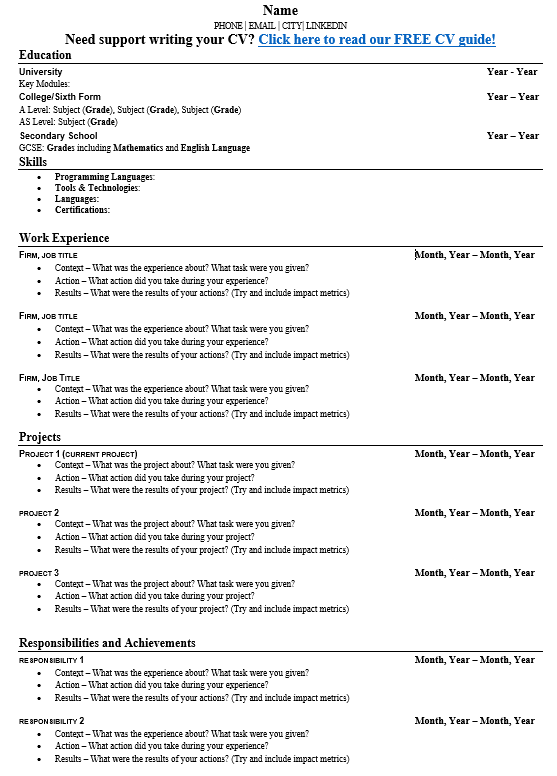 Name
PHONE | EMAIL | CITY| LINKEDIN
Need support writing your CV? Click here to read our FREE CV guide!
Education
University Year - Year
Key Modules:
College/Sixth Form Year – Year
A Level: Subject (Grade), Subject (Grade), Subject (Grade)
AS Level: Subject (Grade)
Secondary School Year – Year
GCSE: Grades including Mathematics and English Language
Skills
• Programming Languages:
• Tools & Technologies:
• Languages:
• Certifications:
Work Experience
FIRM, JOB TITLE Month, Year – Month, Year
• Context – What was the experience about? What task were you given?
• Action – What action did you take during your experience?
• Results – What were the results of your actions? (Try and include impact metrics)
FIRM, JOB TITLE Month, Year – Month, Year
• Context – What was the experience about? What task were you given?
• Action – What action did you take during your experience?
• Results – What were the results of your actions? (Try and include impact metrics)
FIRM, JOB TITLE Month, Year – Month, Year
• Context – What was the experience about? What task were you given?
• Action – What action did you take during your experience?
• Results – What were the results of your actions? (Try and include impact metrics)
Projects
PROJECT 1 (CURRENT PROJECT) Month, Year – Month, Year
• Context – What was the project about? What task were you given?
• Action – What action did you take during your project?
• Results – What were the results of your project? (Try and include impact metrics)
PROJECT 2 Month, Year – Month, Year
• Context – What was the project about? What task were you given?
• Action – What action did you take during your project?
• Results – What were the results of your project? (Try and include impact metrics)
PROJECT 3 Month, Year – Month, Year
• Context – What was the project about? What task were you given?
• Action – What action did you take during your project?
• Results – What were the results of your project? (Try and include impact metrics)
Responsibilities and Achievements
RESPONSIBILITY 1 Month, Year – Month, Year
• Context – What was the experience about? What task were you given?
• Action – What action did you take during your experience?
• Results – What were the results of your actions? (Try and include impact metrics)
RESPONSIBILITY 2 Month, Year – Month, Year
• Context – What was the experience about? What task were you given?
• Action – What action did you take during your experience?
• Results – What were the results of your actions? (Try and include impact metrics)